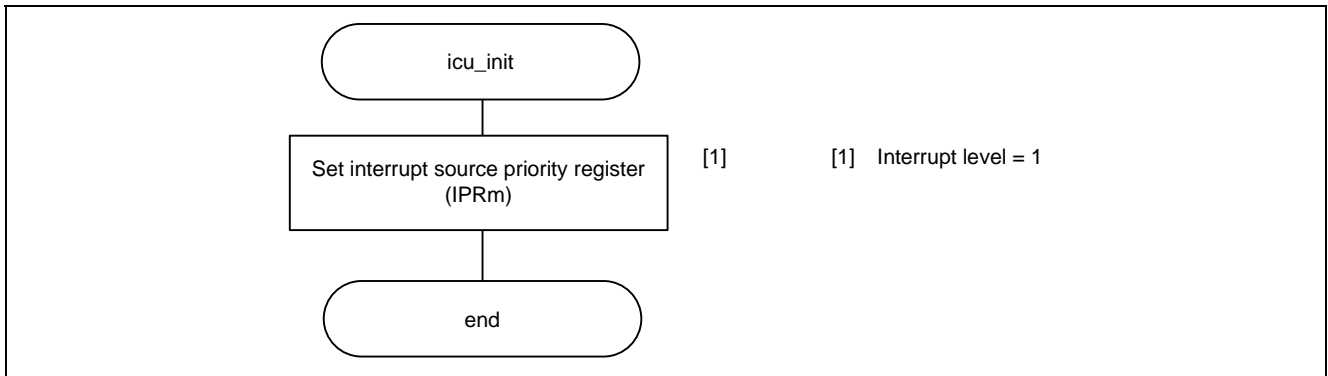 icu_init
Set interrupt source priority register
(IPRm)
[1]
[1] Interrupt level = 1
end